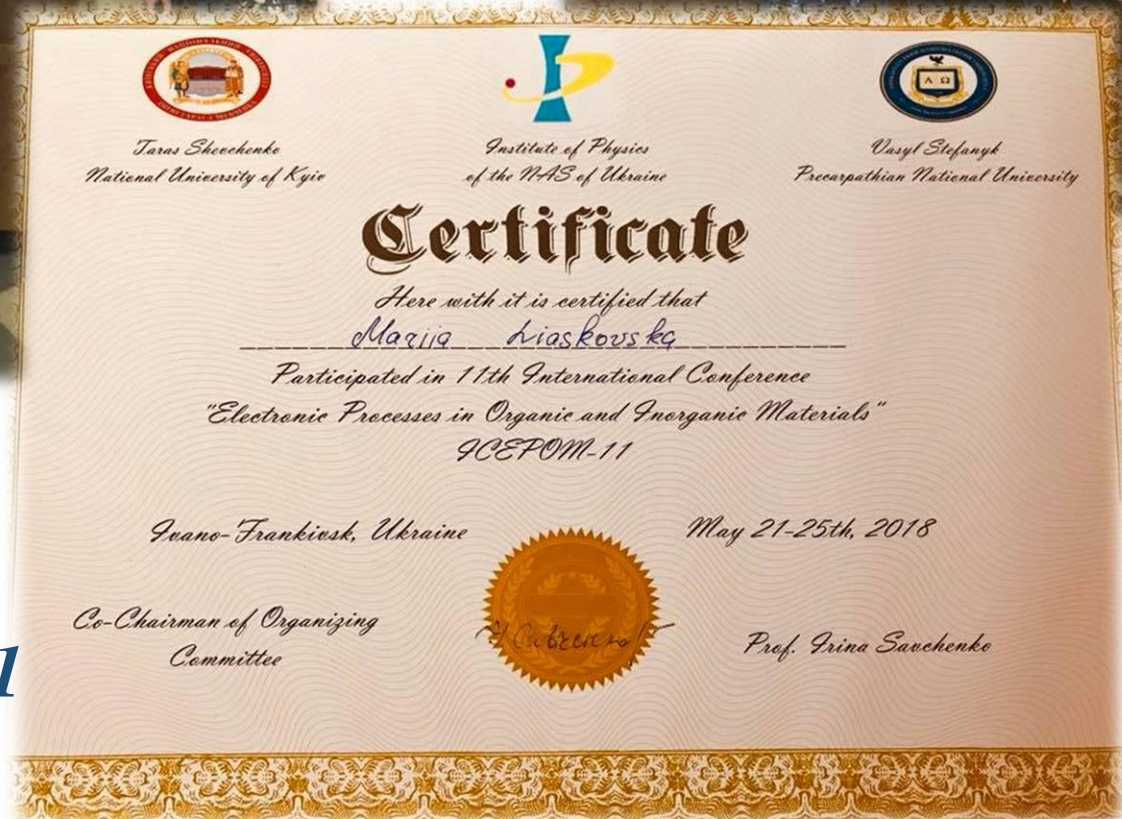 Taras Shevchenko
National University of Kyiv
Institute of Physics
of the NAS of Ukraine
Vasyl Stefanyk
Precarpathian National University
Α Ω
Certificate
Here with it is certified that
Mariia Liaskovska
Participated in 11th International Conference
"Electronic Processes in Organic and Inorganic Materials"
ICEPOM-11
Ivano-Frankivsk, Ukraine
May 21-25th, 2018
Co-Chairman of Organizing
Committee
Prof. Irina Savchenko